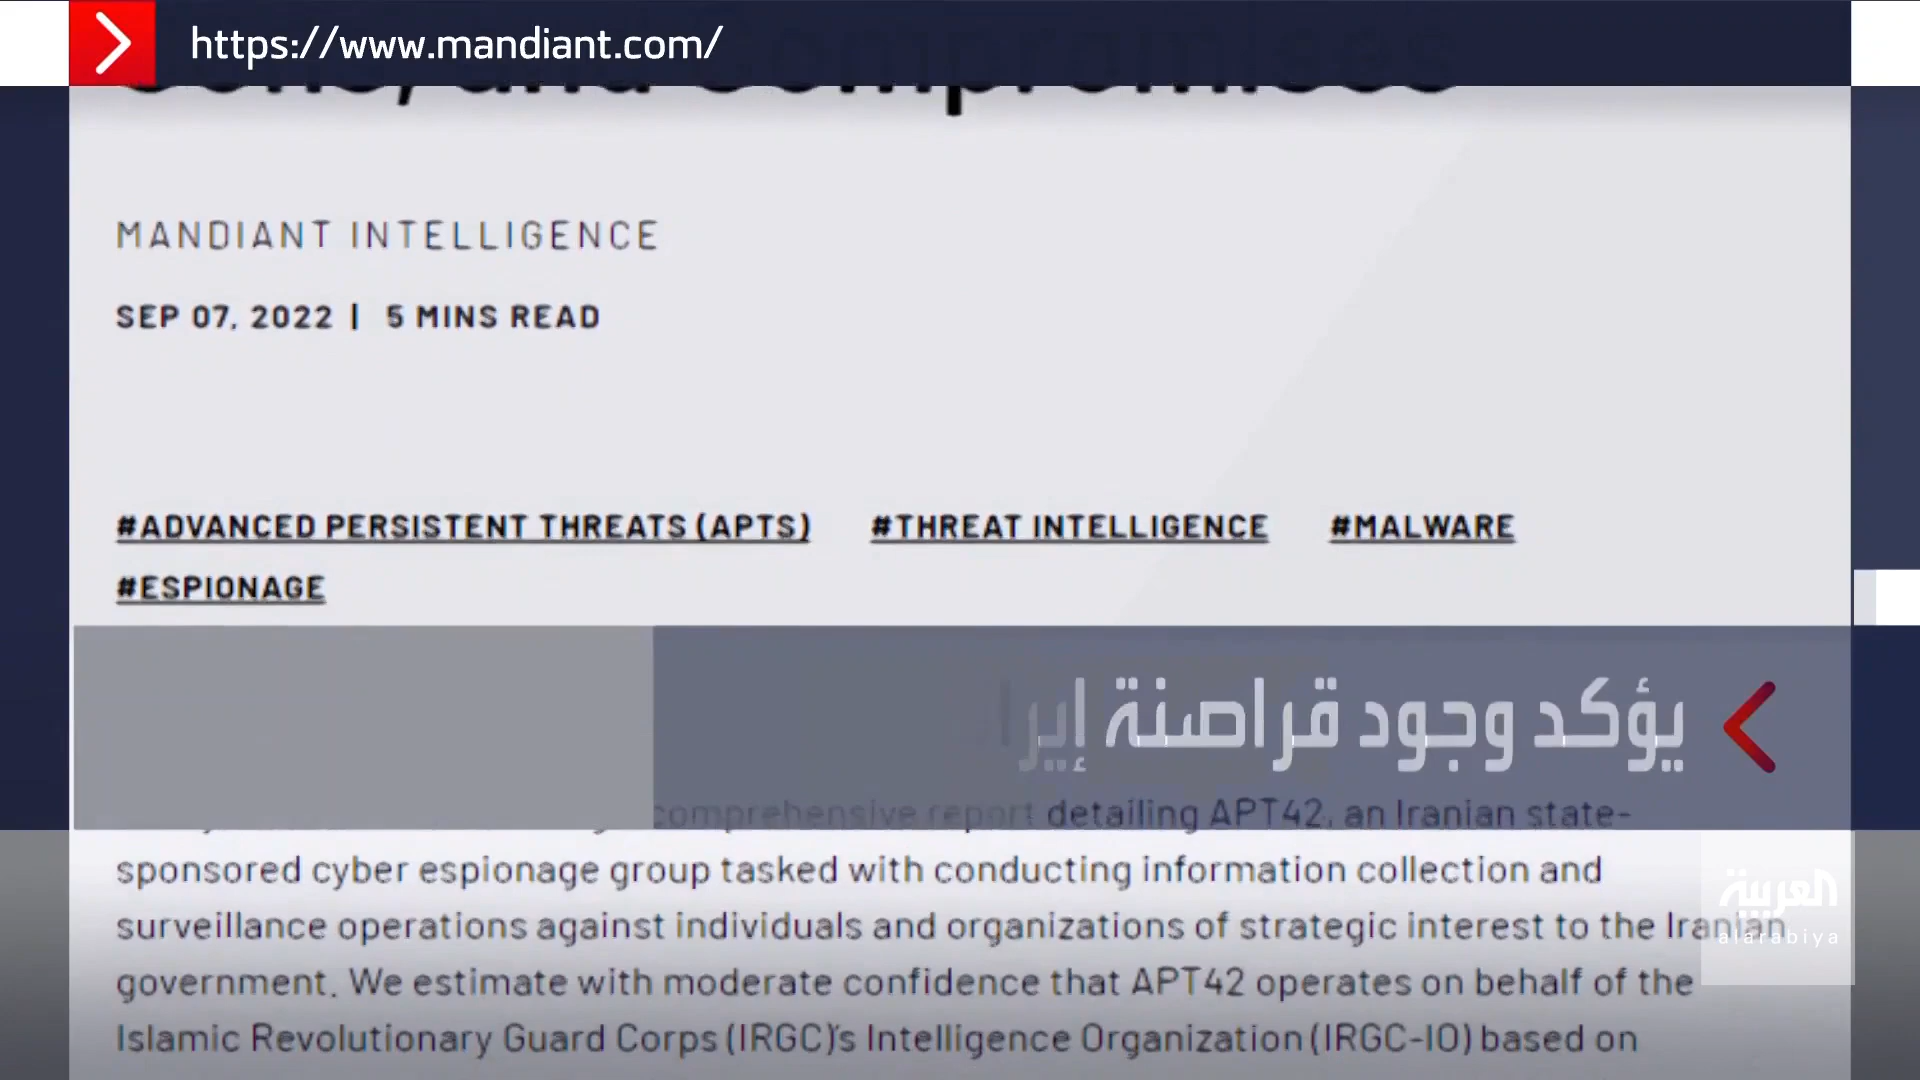 https://www.mandiant.com/
MANDIANT INTELLIGENCE
SEP 07, 2022 | 5 MINS READ
#ADVANCED PERSISTENT THREATS (APTS) #THREAT INTELLIGENCE #MALWARE
#ESPIONAGE
يؤكد وجود قراصنة
comprehensive report detailing APT42, an Iranian state-
sponsored cyber espionage group tasked with conducting information collection and
surveillance operations against individuals and organizations of strategic interest to the Iranian
government. We estimate with moderate confidence that APT42 operates on behalf of the
Islamic Revolutionary Guard Corps (IRGC)'s Intelligence Organization (IRGC-IO) based on
العربية
alarabiya